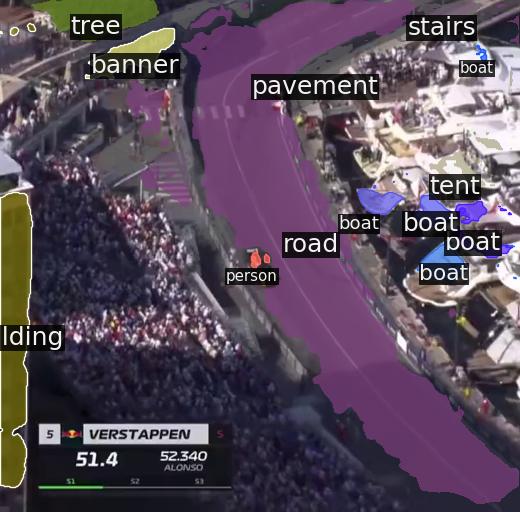 tree
stairs
banner
boat
pavement
tent
boat
boat
road
boat
person
boat
lding
5 VERSTAPPEN S
51.4 52.340
ALONSO
S1 S2 S3